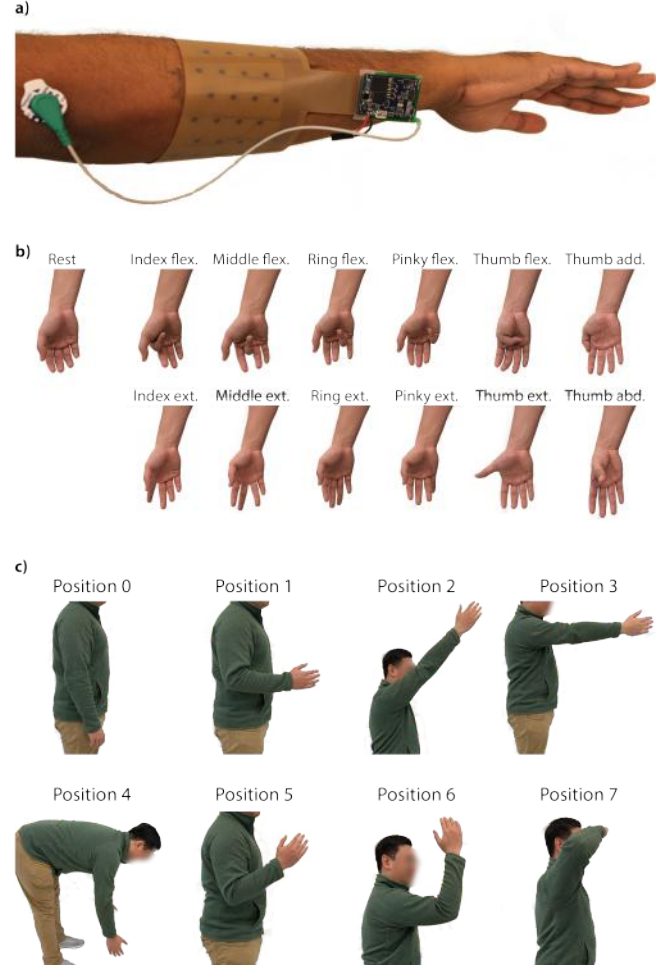 a)
b)
Rest Index flex. Middle flex. Ring flex. Pinky flex. Thumb flex. Thumb add.
Index ext. Middle ext. Ring ext. Pinky ext. Thumb ext. Thumb abd.
c)
Position 0 Position 1 Position 2 Position 3
Position 4 Position 5 Position 6 Position 7